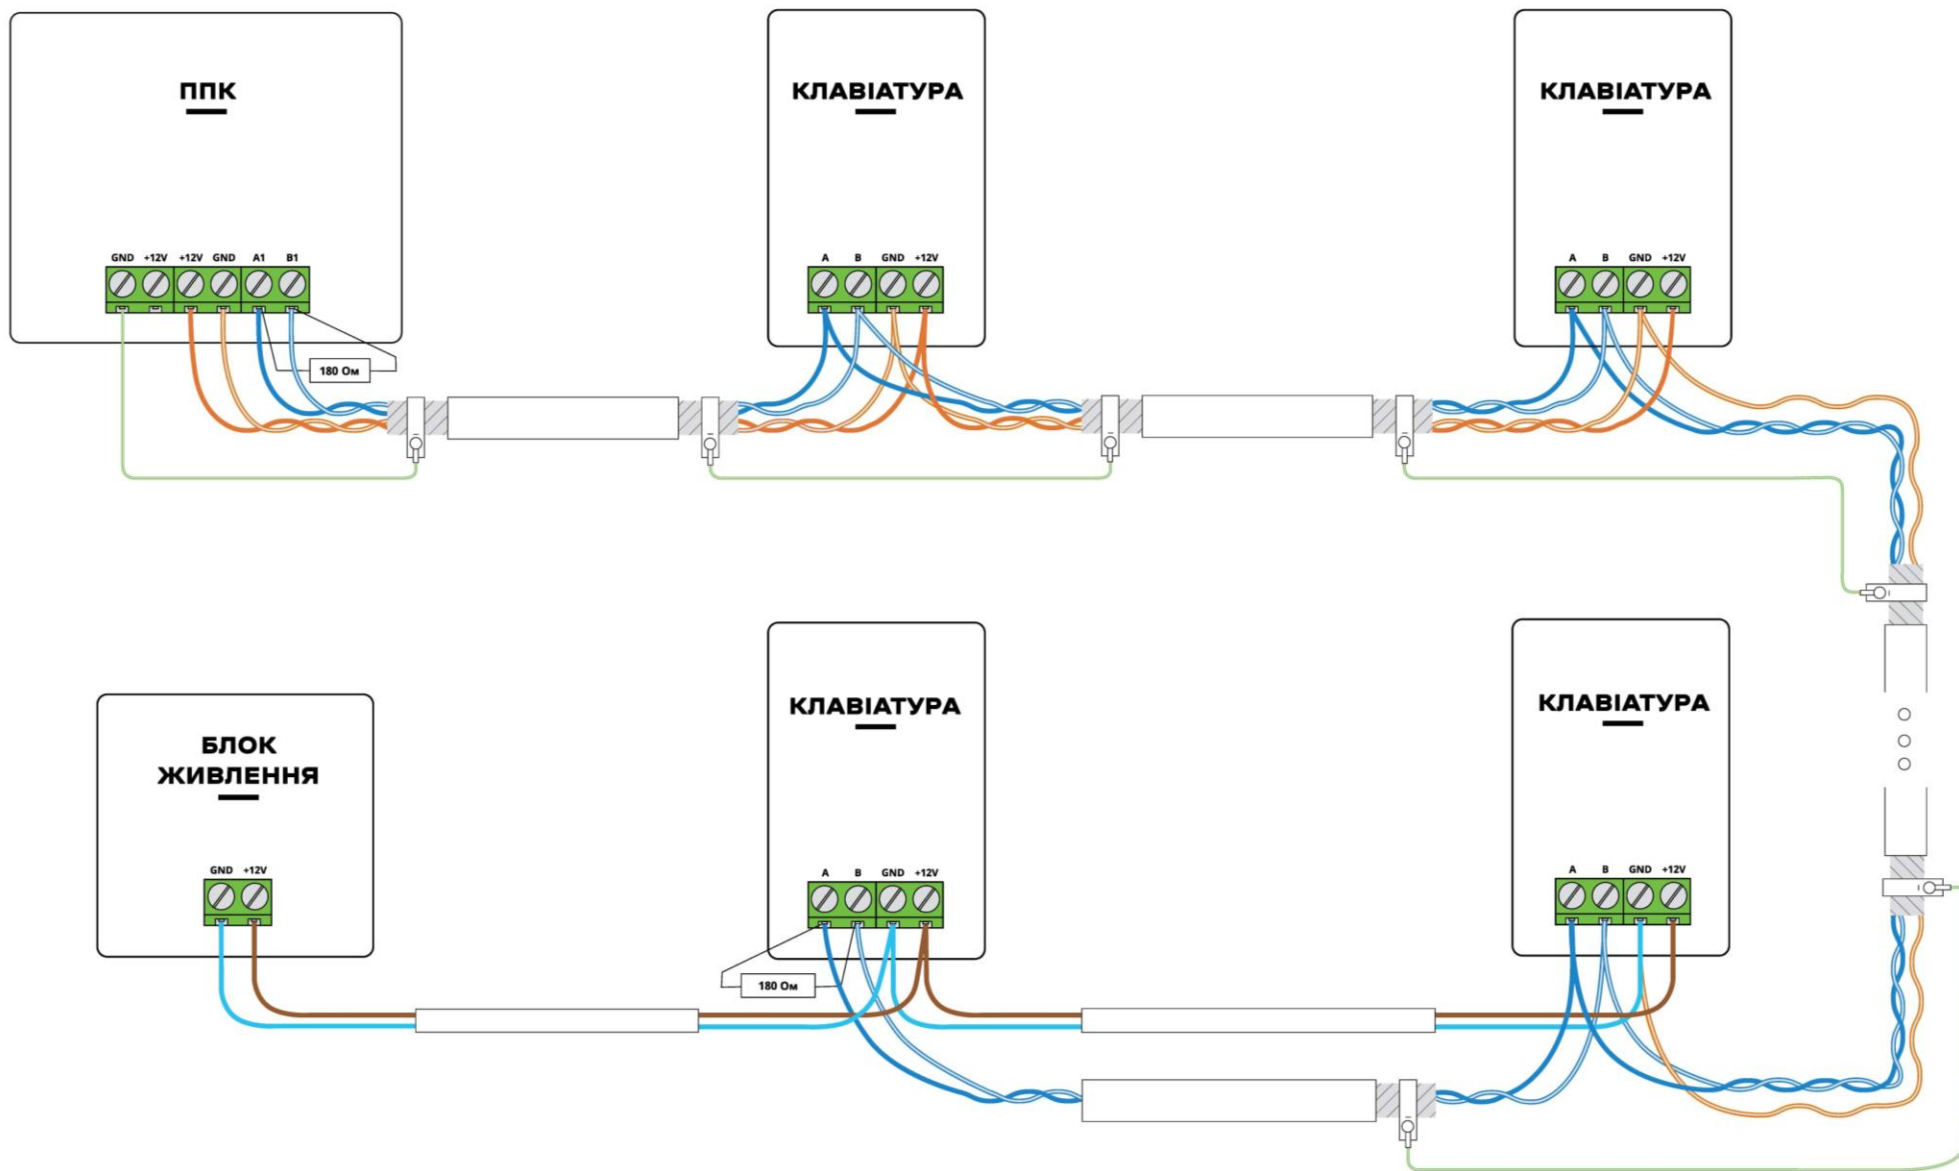 ППК
КЛАВІАТУРА
КЛАВІАТУРА
GND +12V +12V GND A1 B1
A B GND +12V
A B GND +12V
180 Ом
БЛОК
ЖИВЛЕННЯ
КЛАВІАТУРА
КЛАВІАТУРА
GND +12V
A B GND +12V
A B GND +12V
180 Ом